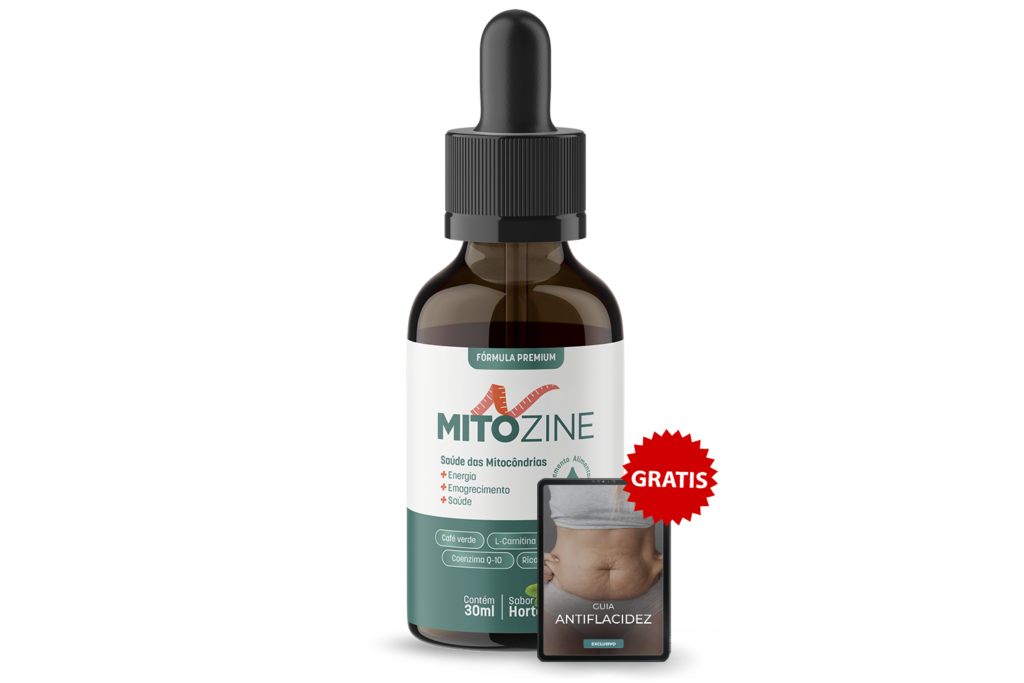 FÓRMULA PREMIUM
MITOZINE
Saúde das Mitocôndrias
+ Energia
+ Emagrecimento
+ Saúde
Café verde
L-Carnitina
Coenzima Q-10
Contém
30ml
Sabor
GRATIS
GUIA
ANTIFLACIDEZ
EXCLUSIVO